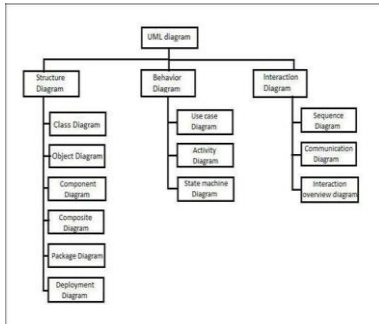 UML diagram
Structure
Diagram
Behavior
Diagram
Interaction
Diagram
Class Diagram
Object Diagram
Component
Diagram
Composite
Diagram
Package Diagram
Deployment
Diagram
Use case
Diagram
Activity
Diagram
State machine
Diagram
Sequence
Diagram
Communication
Diagram
Interaction
overview diagram